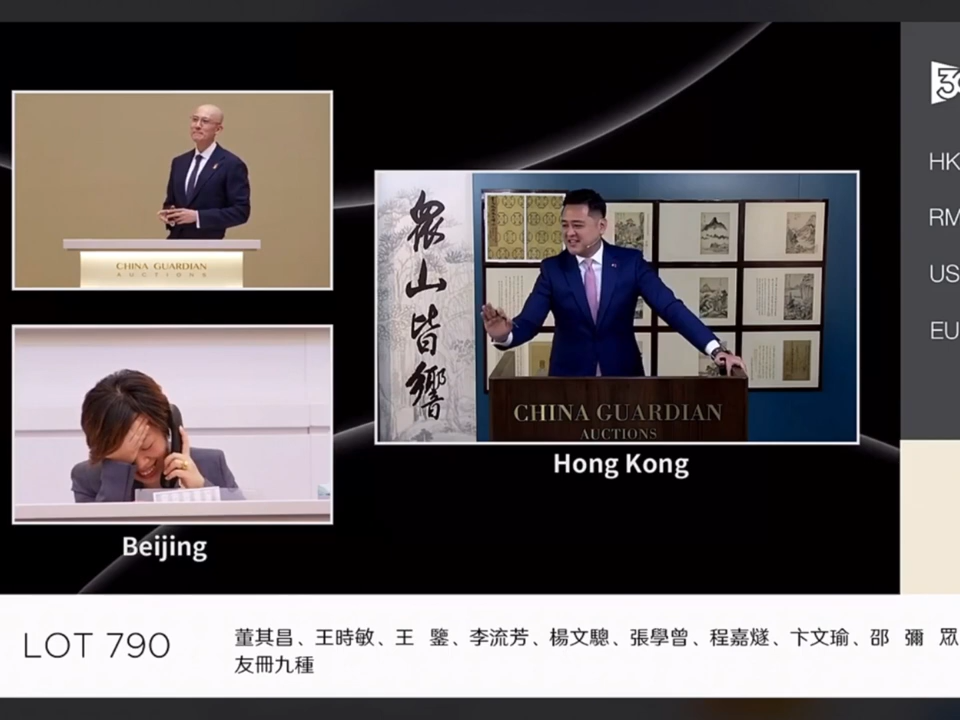 CHINA GUARDIAN
AUCTIONS
Beijing
眾山皆響
CHINA GUARDIAN
AUCTIONS
Hong Kong
3
HK
RM
US
EU
LOT 790
董其昌、王時敏、王 鑒、李流芳、楊文驄、張學曾、程嘉燧、卞文瑜、邵 彌 眾
友冊九種